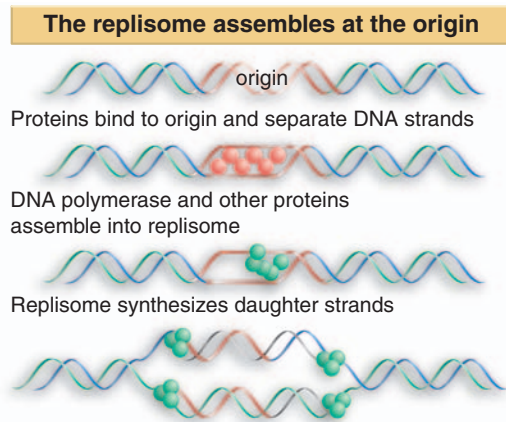 The replisome assembles at the origin
origin
Proteins bind to origin and separate DNA strands
DNA polymerase and other proteins
assemble into replisome
Replisome synthesizes daughter strands